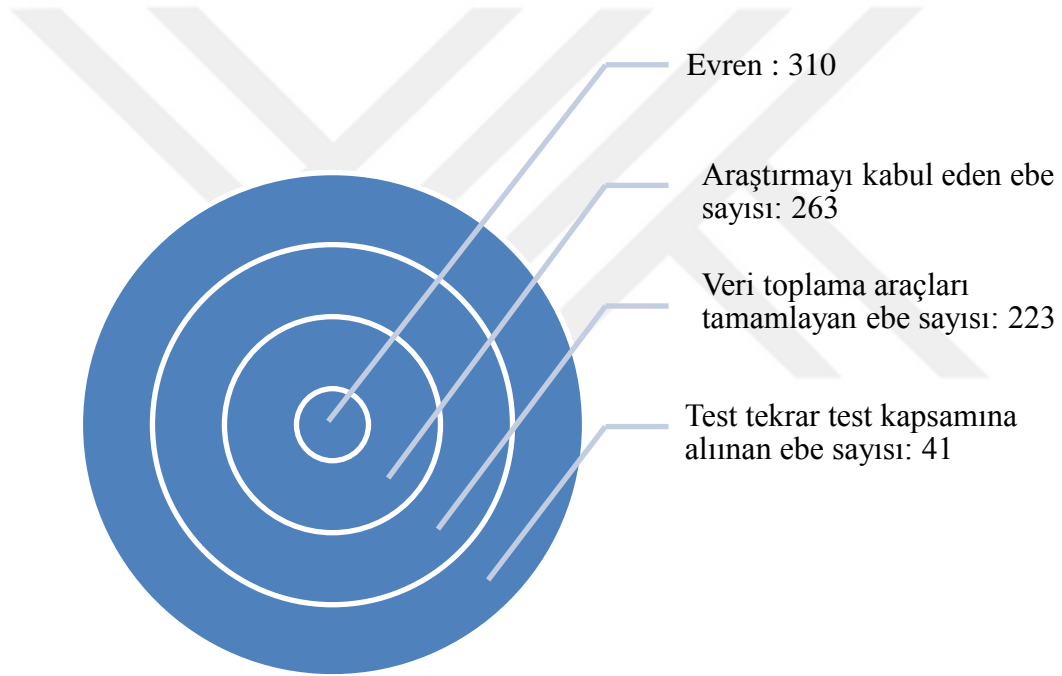 Evren : 310
Araştırmayı kabul eden ebe
sayısı: 263
Veri toplama araçları
tamamlayan ebe sayısı: 223
Test tekrar test kapsamına
alıınan ebe sayısı: 41